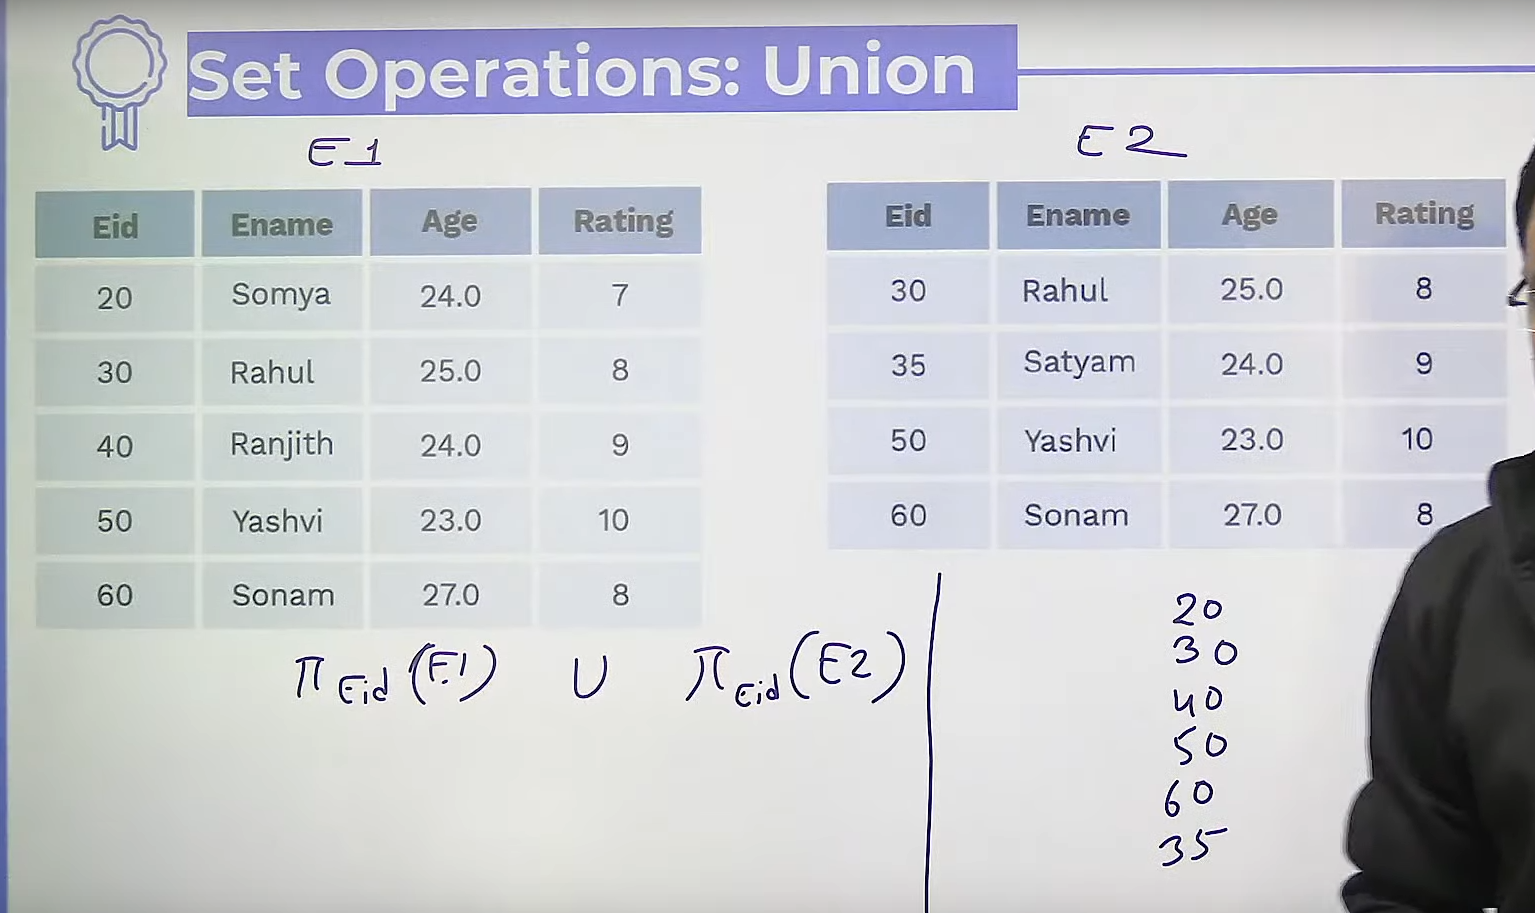 Set Operations: Union
E1
Eid Ename Age Rating
20 Somya 24.0 7
30 Rahul 25.0 8
40 Ranjith 24.0 9
50 Yashvi 23.0 10
60 Sonam 27.0 8
E2
Eid Ename Age Rating
30 Rahul 25.0 8
35 Satyam 24.0 9
50 Yashvi 23.0 10
60 Sonam 27.0 8
π Eid (E1) ∪ π Eid (E2)
20
30
40
50
60
35